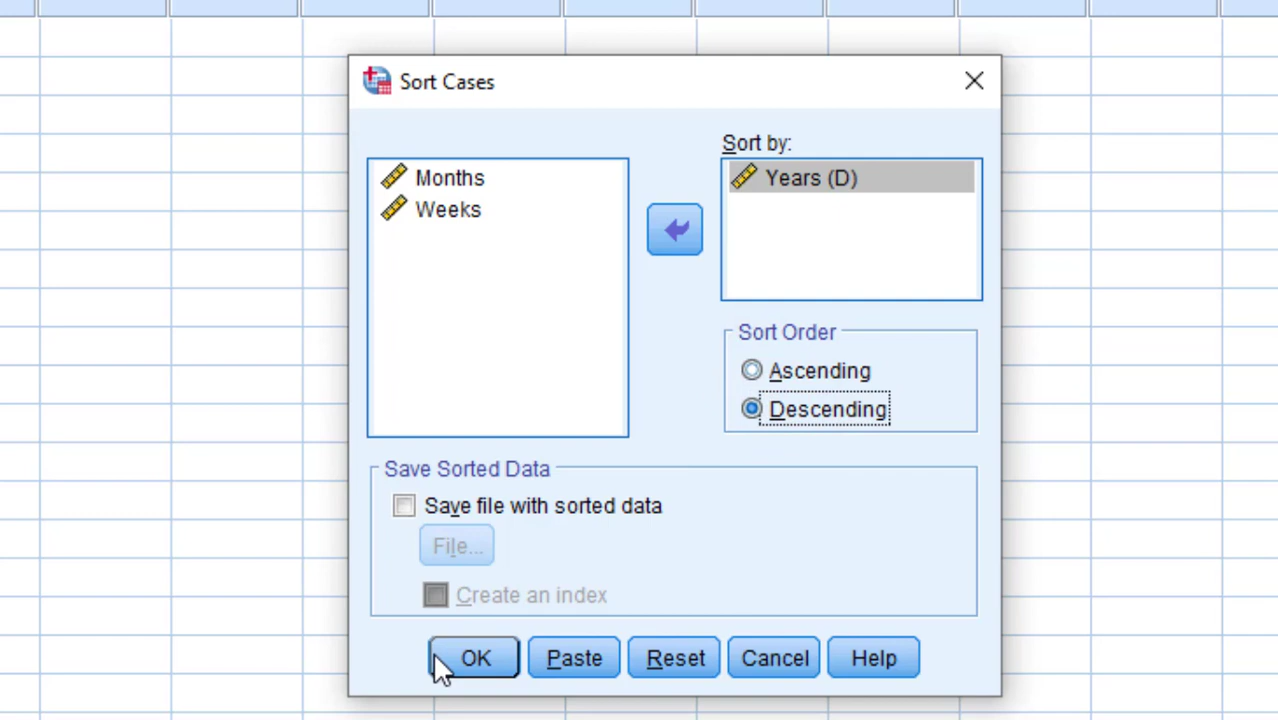 Sort Cases
Sort by:
Months
Weeks
Years (D)
Sort Order
Ascending
Descending
Save Sorted Data
Save file with sorted data
File...
Create an index
OK Paste Reset Cancel Help